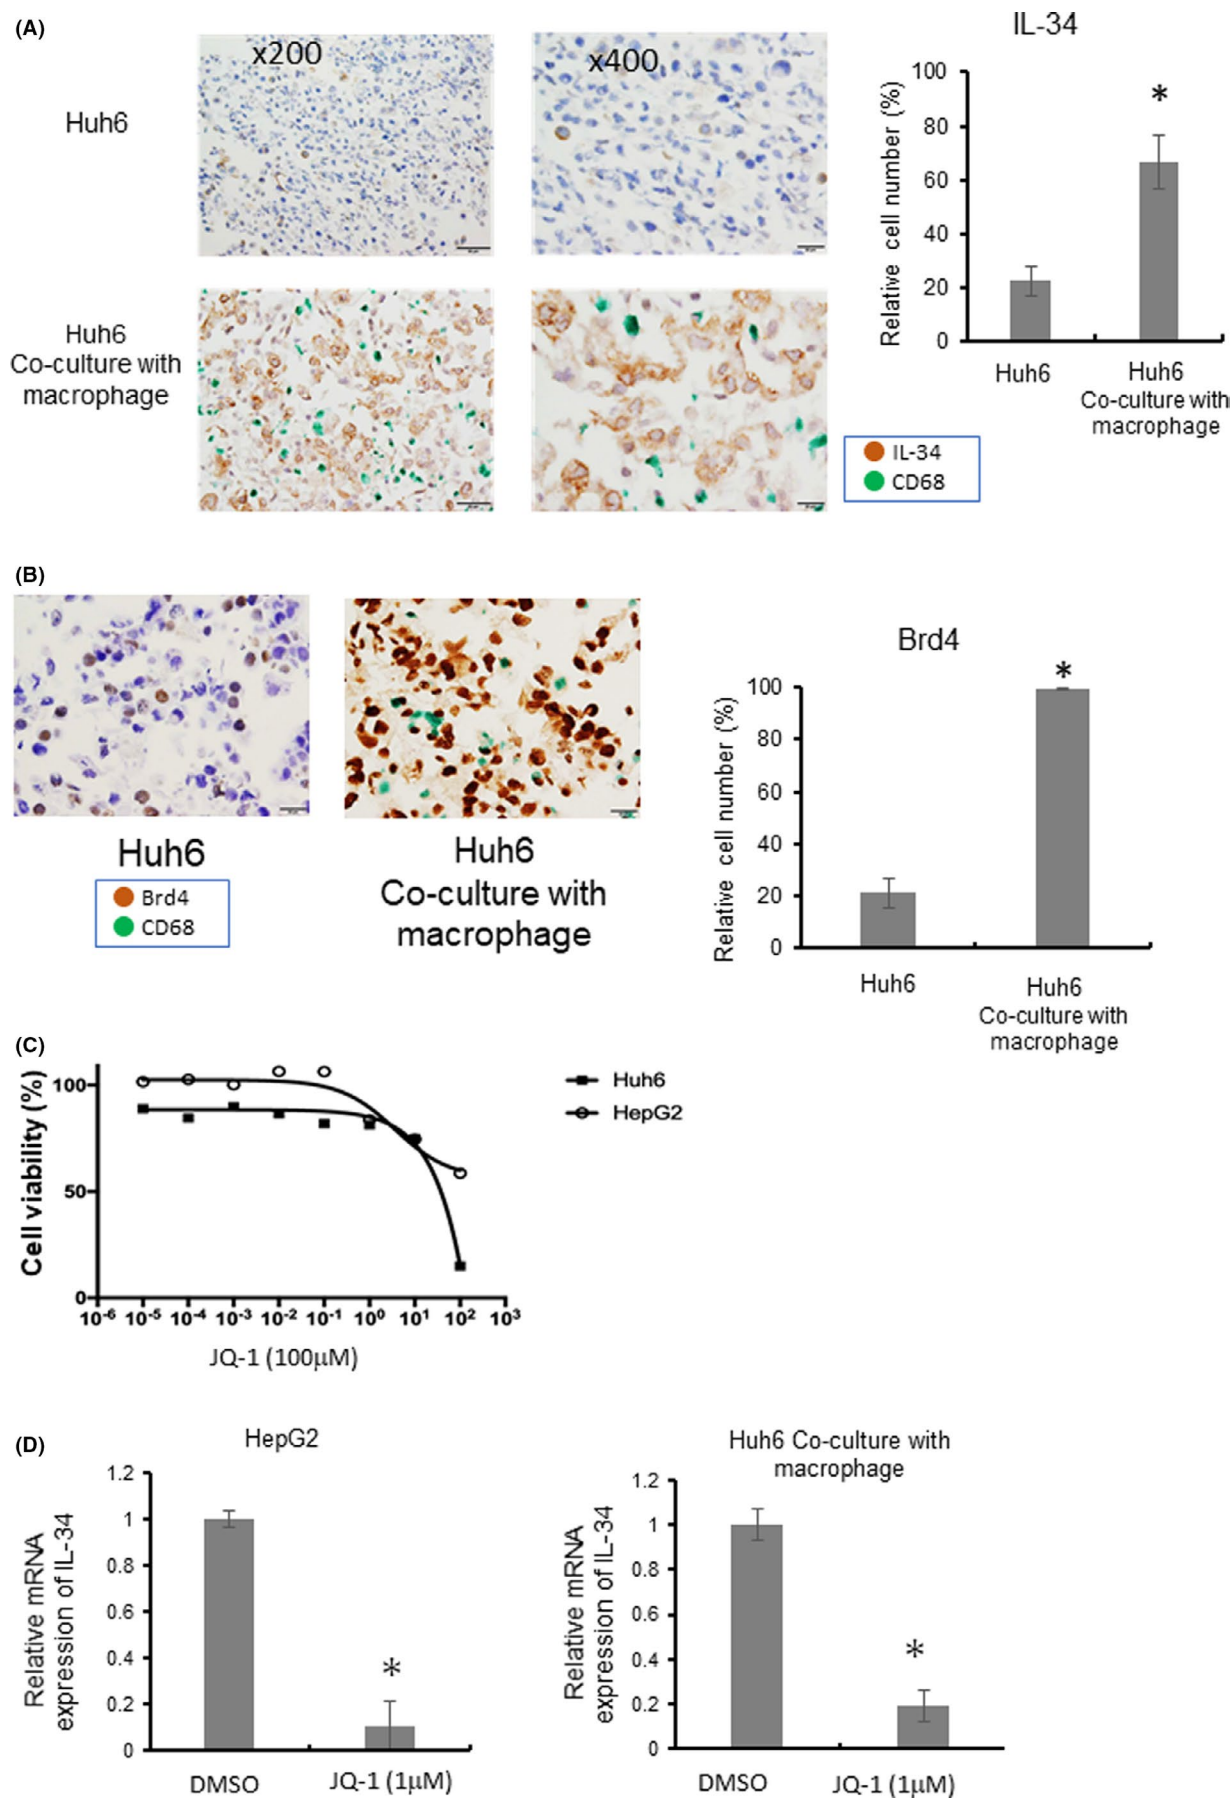 (A)
x200
x400
Huh6
Huh6
Co-culture with
macrophage
IL-34
Relative cell number (%)
100
80
60
40
20
0
Huh6
Huh6
Co-culture with
macrophage
*
IL-34
CD68
(B)
Huh6
Brd4
CD68
Huh6
Co-culture with
macrophage
Brd4
Relative cell number (%)
100
80
60
40
20
0
*
Huh6
Huh6
Co-culture with
macrophage
(C)
Cell viability (%)
100
50
0
10-6 10-5 10-4 10-3 10-2 10-1 100 101 102 103
JQ-1 (100μM)
Huh6
HepG2
(D)
HepG2
Relative mRNA
expression of IL-34
1.2
1
0.8
0.6
0.4
0.2
0
*
DMSO
JQ-1 (1μM)
Huh6 Co-culture with
macrophage
Relative mRNA
expression of IL-34
1.2
1
0.8
0.6
0.4
0.2
0
*
DMSO
JQ-1 (1μM)